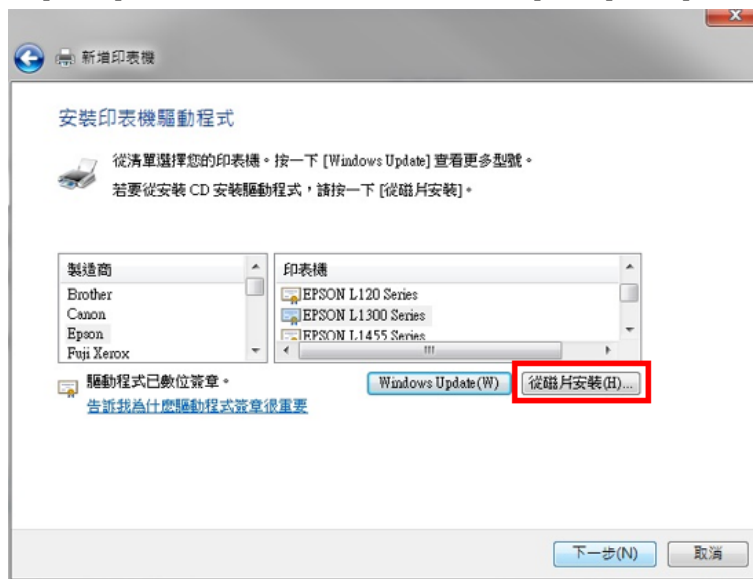 新增印表機
安裝印表機驅動程式
從清單選擇您的印表機。按一下 [Windows Update] 查看更多型號。
若要從安裝 CD 安裝驅動程式，請按一下 [從磁片安裝]。
製造商
Brother
Canon
Epson
Fuji Xerox
印表機
EPSON L120 Series
EPSON L1300 Series
EPSON L1455 Series
驅動程式已數位簽章。
告訴我為什麼驅動程式簽章很重要
Windows Update(W)
從磁片安裝(H)...
下一步(N)
取消